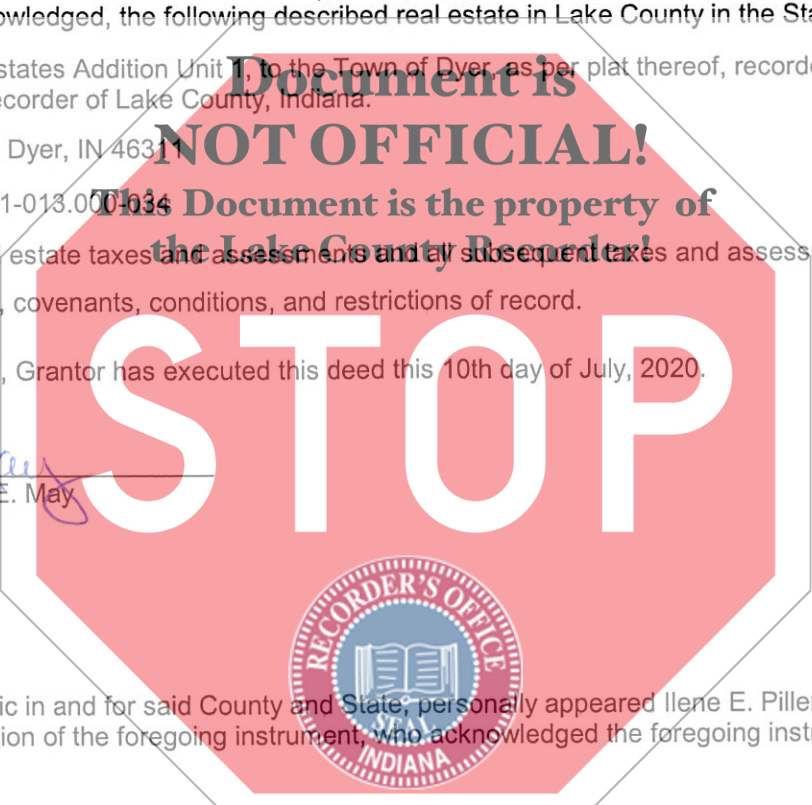 owledged, the following described real estate in Lake County in the Sta
states Addition Unit 1, to the Town of Dyer, as per plat thereof, recorde
Document is
ecorder of Lake County, Indiana.
Dyer, IN 46311
NOT OFFICIAL!
1-013.000-034
This Document is the property of
estate taxes and assessments and all subsequent taxes and assess
the Lake County Recorder!
, covenants, conditions, and restrictions of record.
, Grantor has executed this deed this 10th day of July, 2020.
STOP
E. May
RECORDER'S OFFICE
ic in and for said County and State, personally appeared Ilene E. Pille
SEAL
ion of the foregoing instrument, who acknowledged the foregoing inst
INDIANA